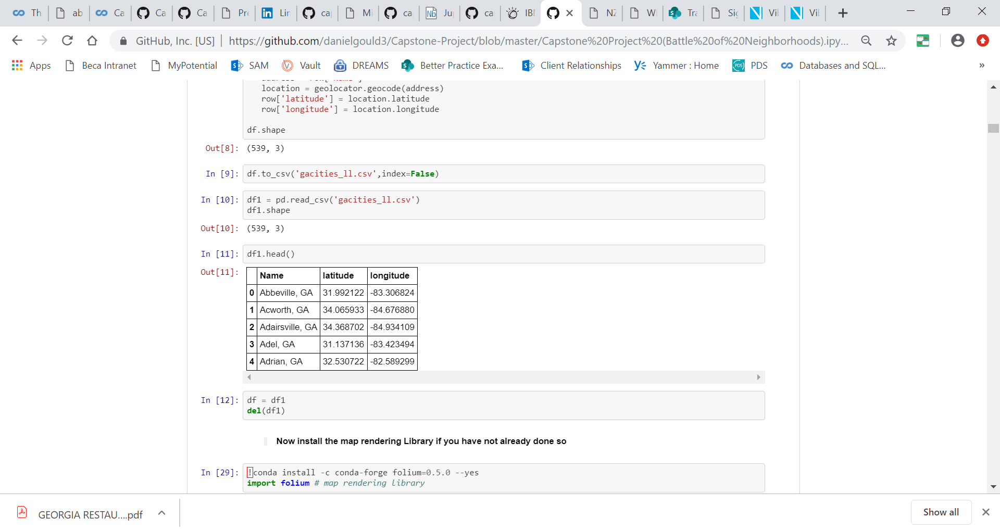 Th
ab
Ca
Ca
Ca
Pre
Lir
ca
Mi
ca
Ju
ca
IBI
NZ
W
Tra
Sig
Vil
Vil
GitHub, Inc. [US] https://github.com/danielgould3/Capstone-Project/blob/master/Capstone%20Project%20(Battle%20of%20Neighborhoods).ipy...
Apps Beca Intranet MyPotential SAM Vault DREAMS Better Practice Exa... Client Relationships Yammer : Home PDS Databases and SQL... »
location = geolocator.geocode(address)
row['latitude'] = location.latitude
row['longitude'] = location.longitude
df.shape
Out[8]: (539, 3)
In [9]: df.to_csv('gacities_ll.csv',index=False)
In [10]: df1 = pd.read_csv('gacities_ll.csv')
df1.shape
Out[10]: (539, 3)
In [11]: df1.head()
Out[11]:
Name latitude longitude
0 Abbeville, GA 31.992122 -83.306824
1 Acworth, GA 34.065933 -84.676880
2 Adairsville, GA 34.368702 -84.934109
3 Adel, GA 31.137136 -83.423494
4 Adrian, GA 32.530722 -82.589299
In [12]: df = df1
del(df1)
Now install the map rendering Library if you have not already done so
In [29]: !conda install -c conda-forge folium=0.5.0 --yes
import folium # map rendering library
GEORGIA RESTAU....pdf
Show all